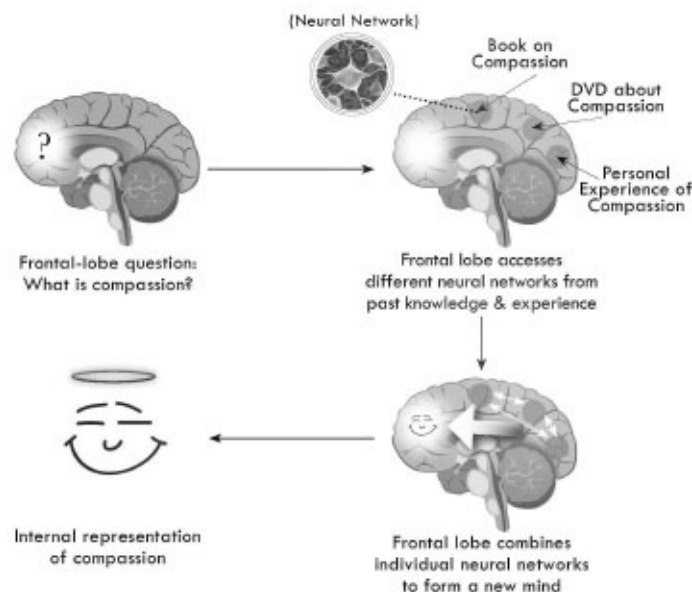 (Neural Network)
Book on
Compassion
DVD about
Compassion
?
Personal
Experience of
Compassion
Frontal-lobe question:
What is compassion?
Frontal lobe accesses
different neural networks from
past knowledge & experience
Internal representation
of compassion
Frontal lobe combines
individual neural networks
to form a new mind